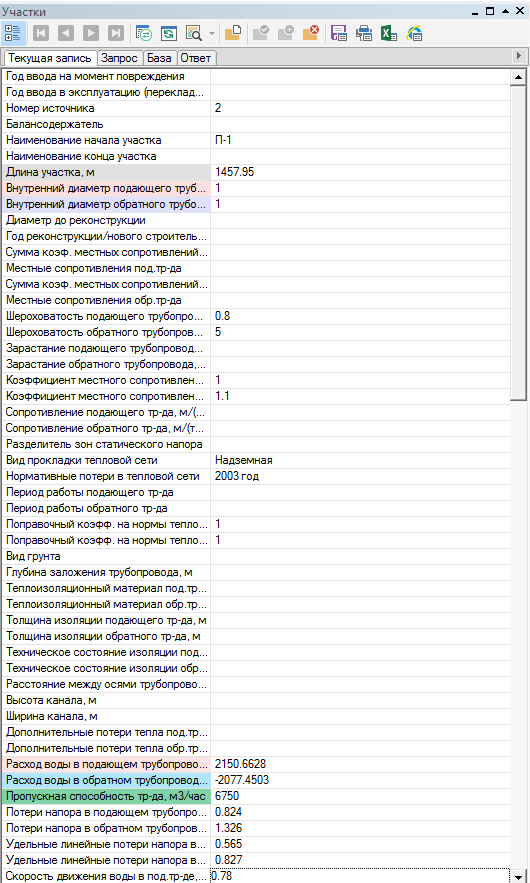 Участки
Текущая запись Запрос База Ответ
Год ввода на момент повреждения
Год ввода в эксплуатацию (переклад...
Номер источника 2
Балансодержатель
Наименование начала участка П-1
Наименование конца участка
Длина участка, м 1457.95
Внутренний диаметр подающего труб... 1
Внутренний диаметр обратного трубо... 1
Диаметр до реконструкции
Год реконструкции/нового строитель...
Сумма коэф. местных сопротивлений...
Местные сопротивления под.тр-да
Сумма коэф. местных сопротивлений...
Местные сопротивления обр.тр-да
Шероховатость подающего трубопро... 0.8
Шероховатость обратного трубопров... 5
Зарастание подающего трубопровод...
Зарастание обратного трубопровода,...
Коэффициент местного сопротивлен... 1
Коэффициент местного сопротивлен... 1.1
Сопротивление подающего тр-да, м/(...
Сопротивление обратного тр-да, м/(т...
Разделитель зон статического напора
Вид прокладки тепловой сети Надземная
Нормативные потери в тепловой сети 2003 год
Период работы подающего тр-да
Период работы обратного тр-да
Поправочный коэфф. на нормы тепло... 1
Поправочный коэфф. на нормы тепло... 1
Вид грунта
Глубина заложения трубопровода, м
Теплоизоляционный материал под.тр...
Теплоизоляционный материал обр.тр...
Толщина изоляции подающего тр-да, м
Толщина изоляции обратного тр-да, м
Техническое состояние изоляции под...
Техническое состояние изоляции обр...
Расстояние между осями трубопрово...
Высота канала, м
Ширина канала, м
Дополнительные потери тепла под.тр...
Дополнительные потери тепла обр.тр...
Расход воды в подающем трубопрово... 2150.6628
Расход воды в обратном трубопровод... -2077.4503
Пропускная способность тр-да, м3/час 6750
Потери напора в подающем трубопро... 0.824
Потери напора в обратном трубопров... 1.326
Удельные линейные потери напора в... 0.565
Удельные линейные потери напора в... 0.827
Скорость движения воды в под.тр-де,... 0.78